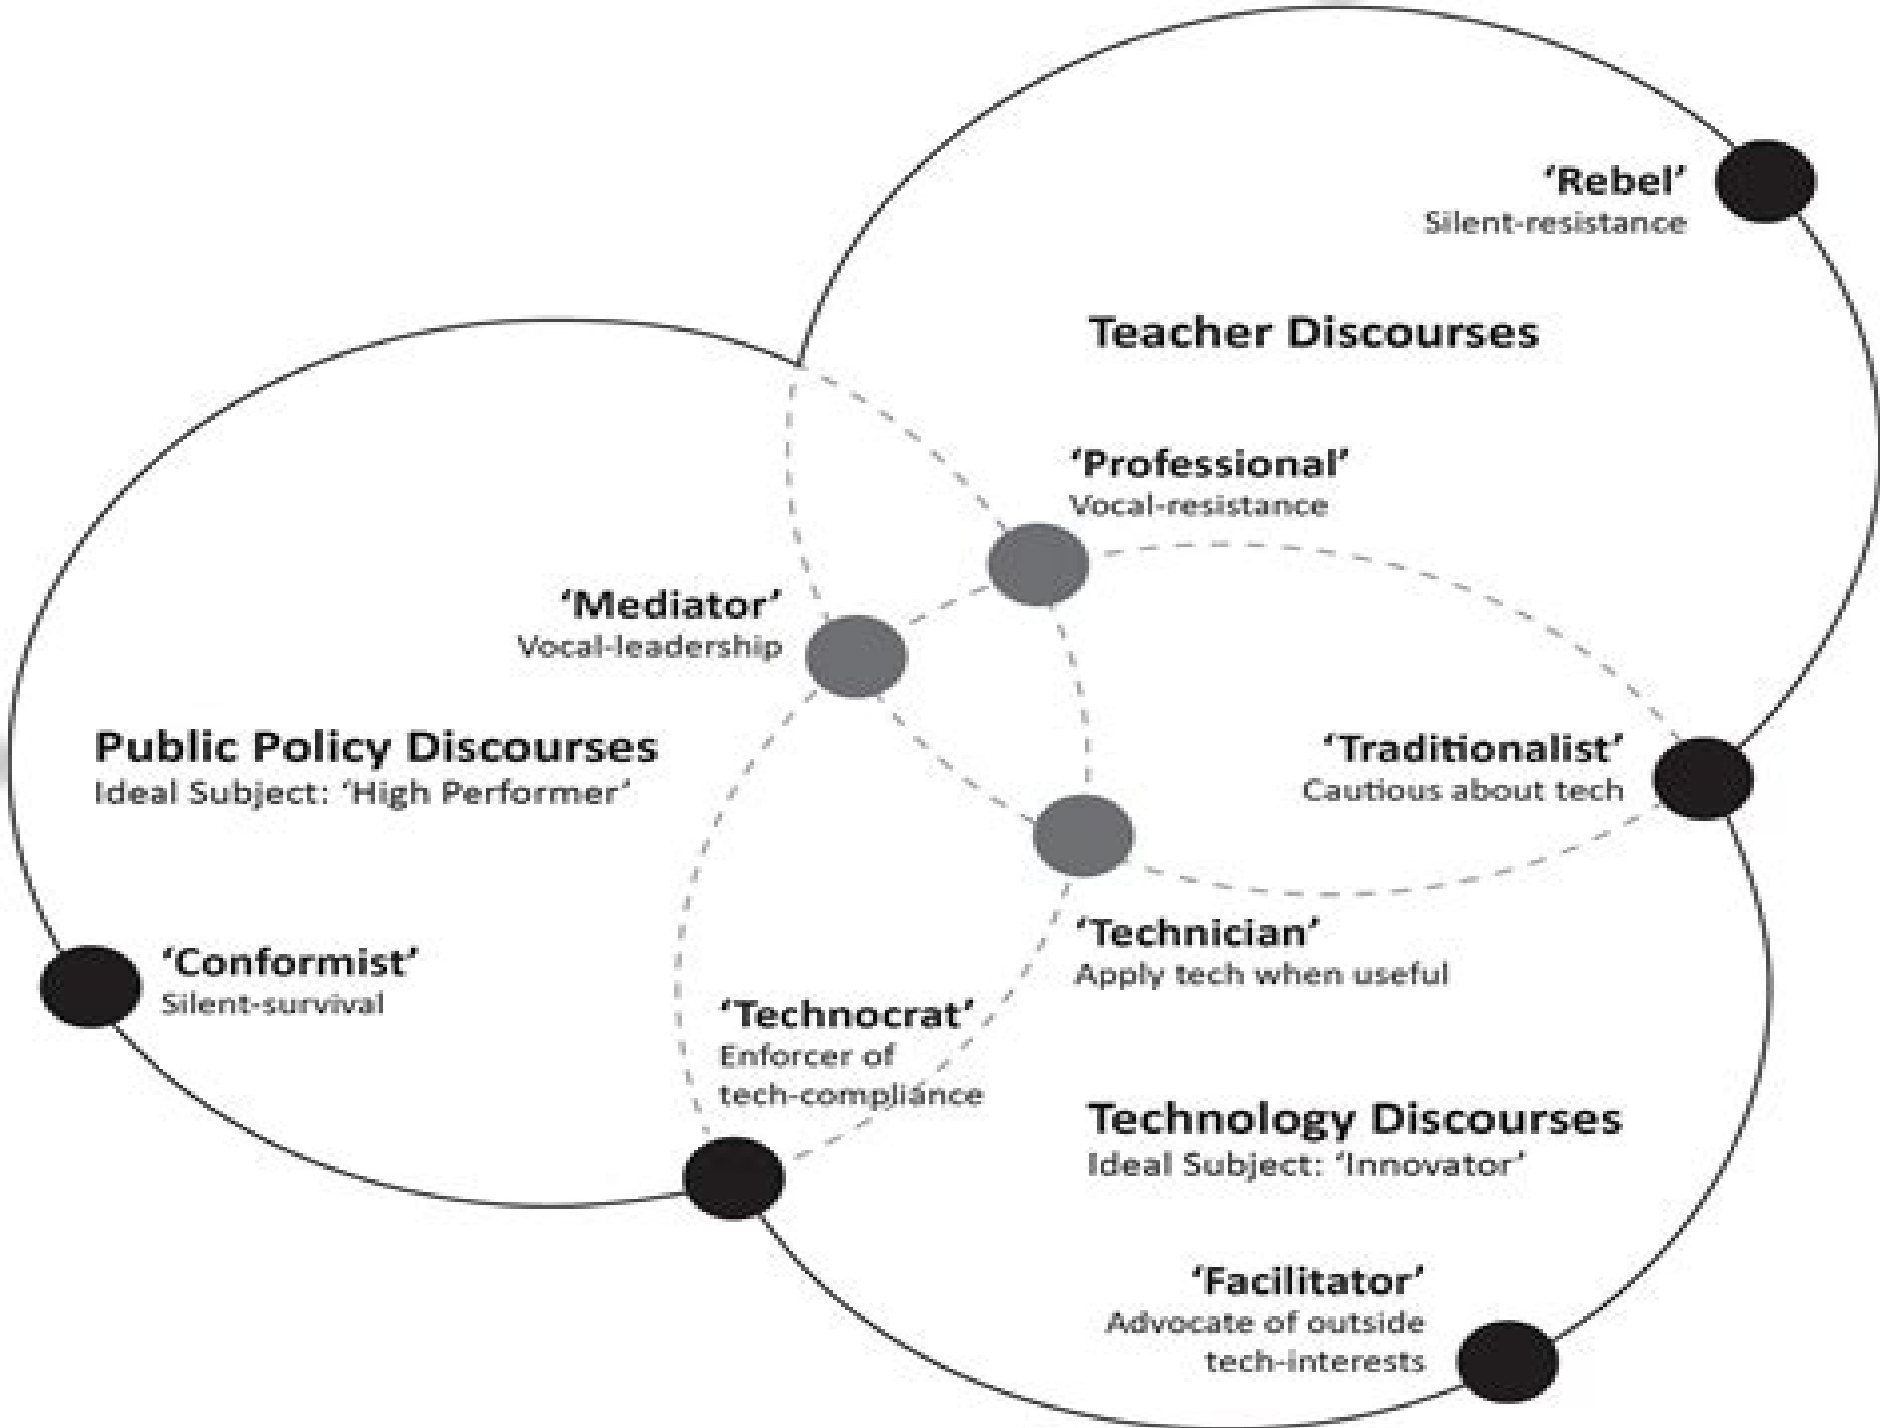 ‘Rebel’
Silent-resistance
Teacher Discourses
‘Professional’
Vocal-resistance
‘Mediator’
Vocal-leadership
Public Policy Discourses
Ideal Subject: ‘High Performer’
‘Traditionalist’
Cautious about tech
‘Technician’
Apply tech when useful
‘Conformist’
Silent-survival
‘Technocrat’
Enforcer of
tech-compliance
Technology Discourses
Ideal Subject: ‘Innovator’
‘Facilitator’
Advocate of outside
tech-interests